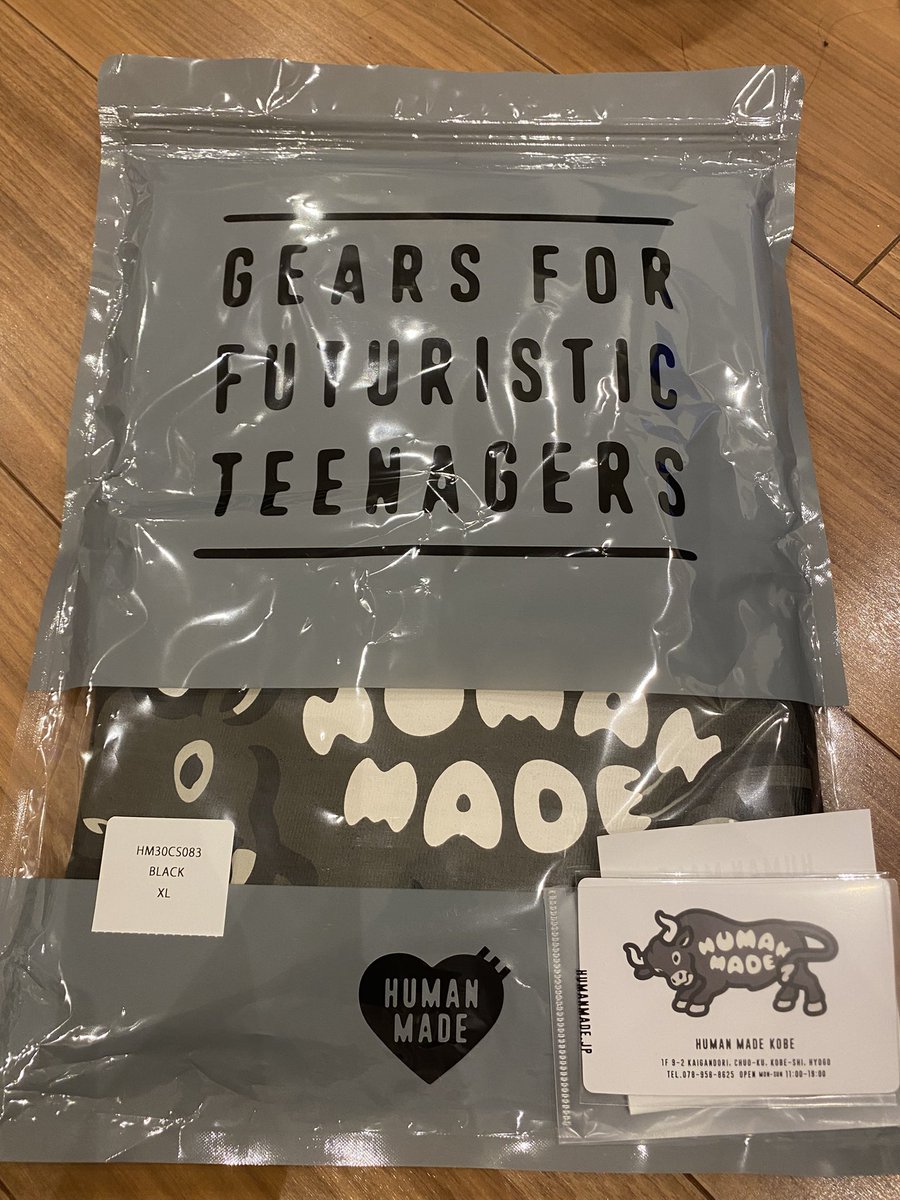 GEARS FOR
FUTURISTIC
TEENAGERS
HUMAN
MADE
HM30CS083
BLACK
XL
HUMAN
MADE
HUMANMADE.JP
HUMAN
MADE
HUMAN MADE KOBE
1F 9-2 KAIGANDORI, CHUO-KU, KOBE-SHI, HYOGO
TEL.078-958-8625 OPEN MON-SUN 11:00-19:00